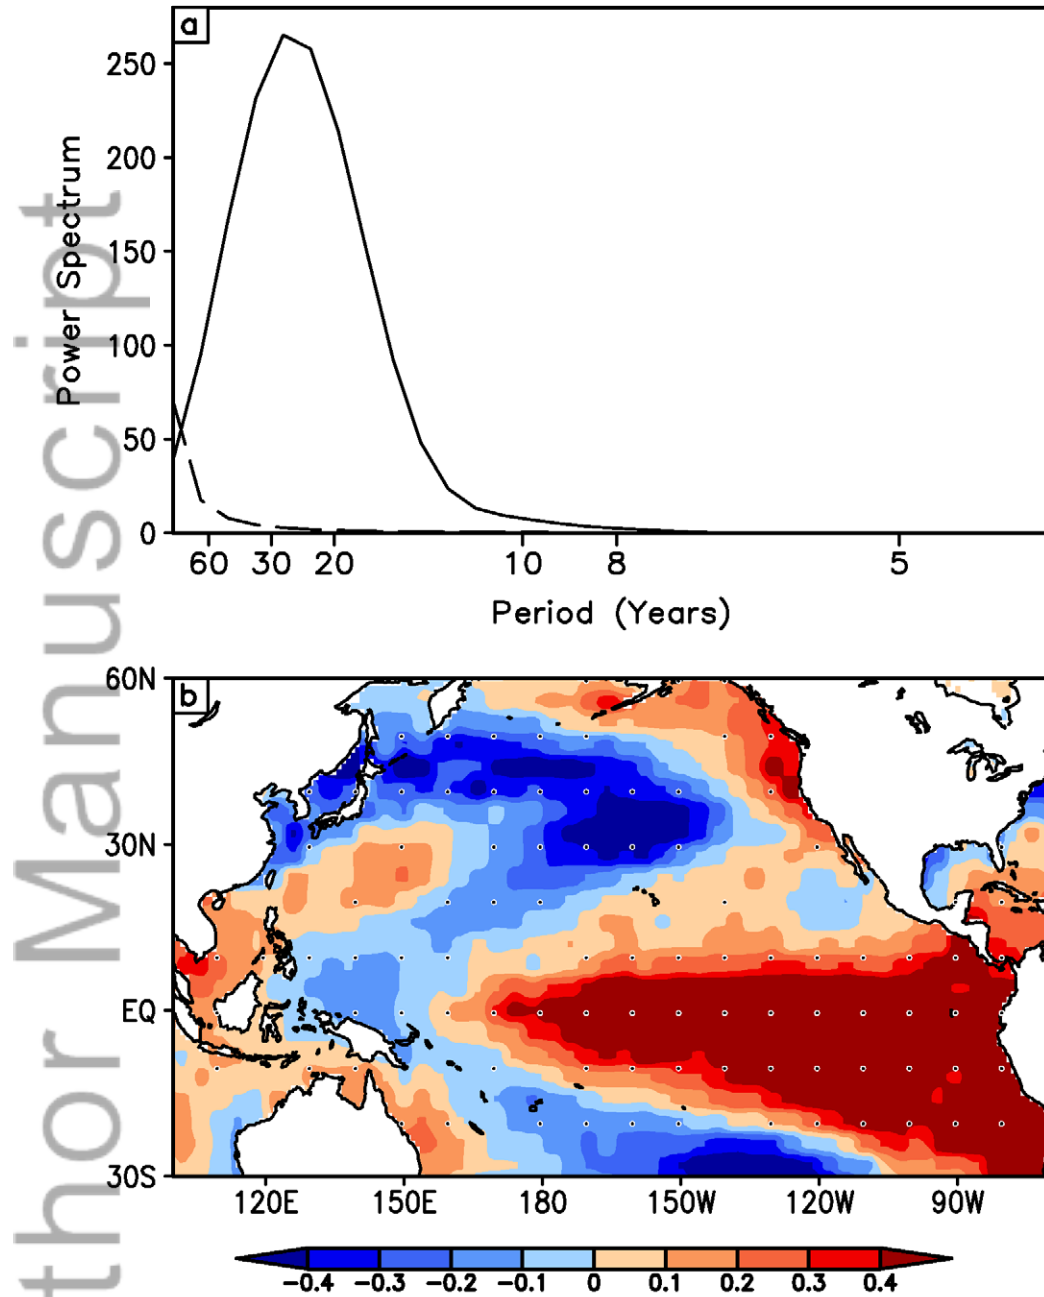 a
250
200
150
100
50
0
Power Spectrum
60 30 20 10 8 5
Period (Years)
b
60N
30N
EQ
30S
120E 150E 180 150W 120W 90W
-0.4 -0.3 -0.2 -0.1 0 0.1 0.2 0.3 0.4
thor Manuscript